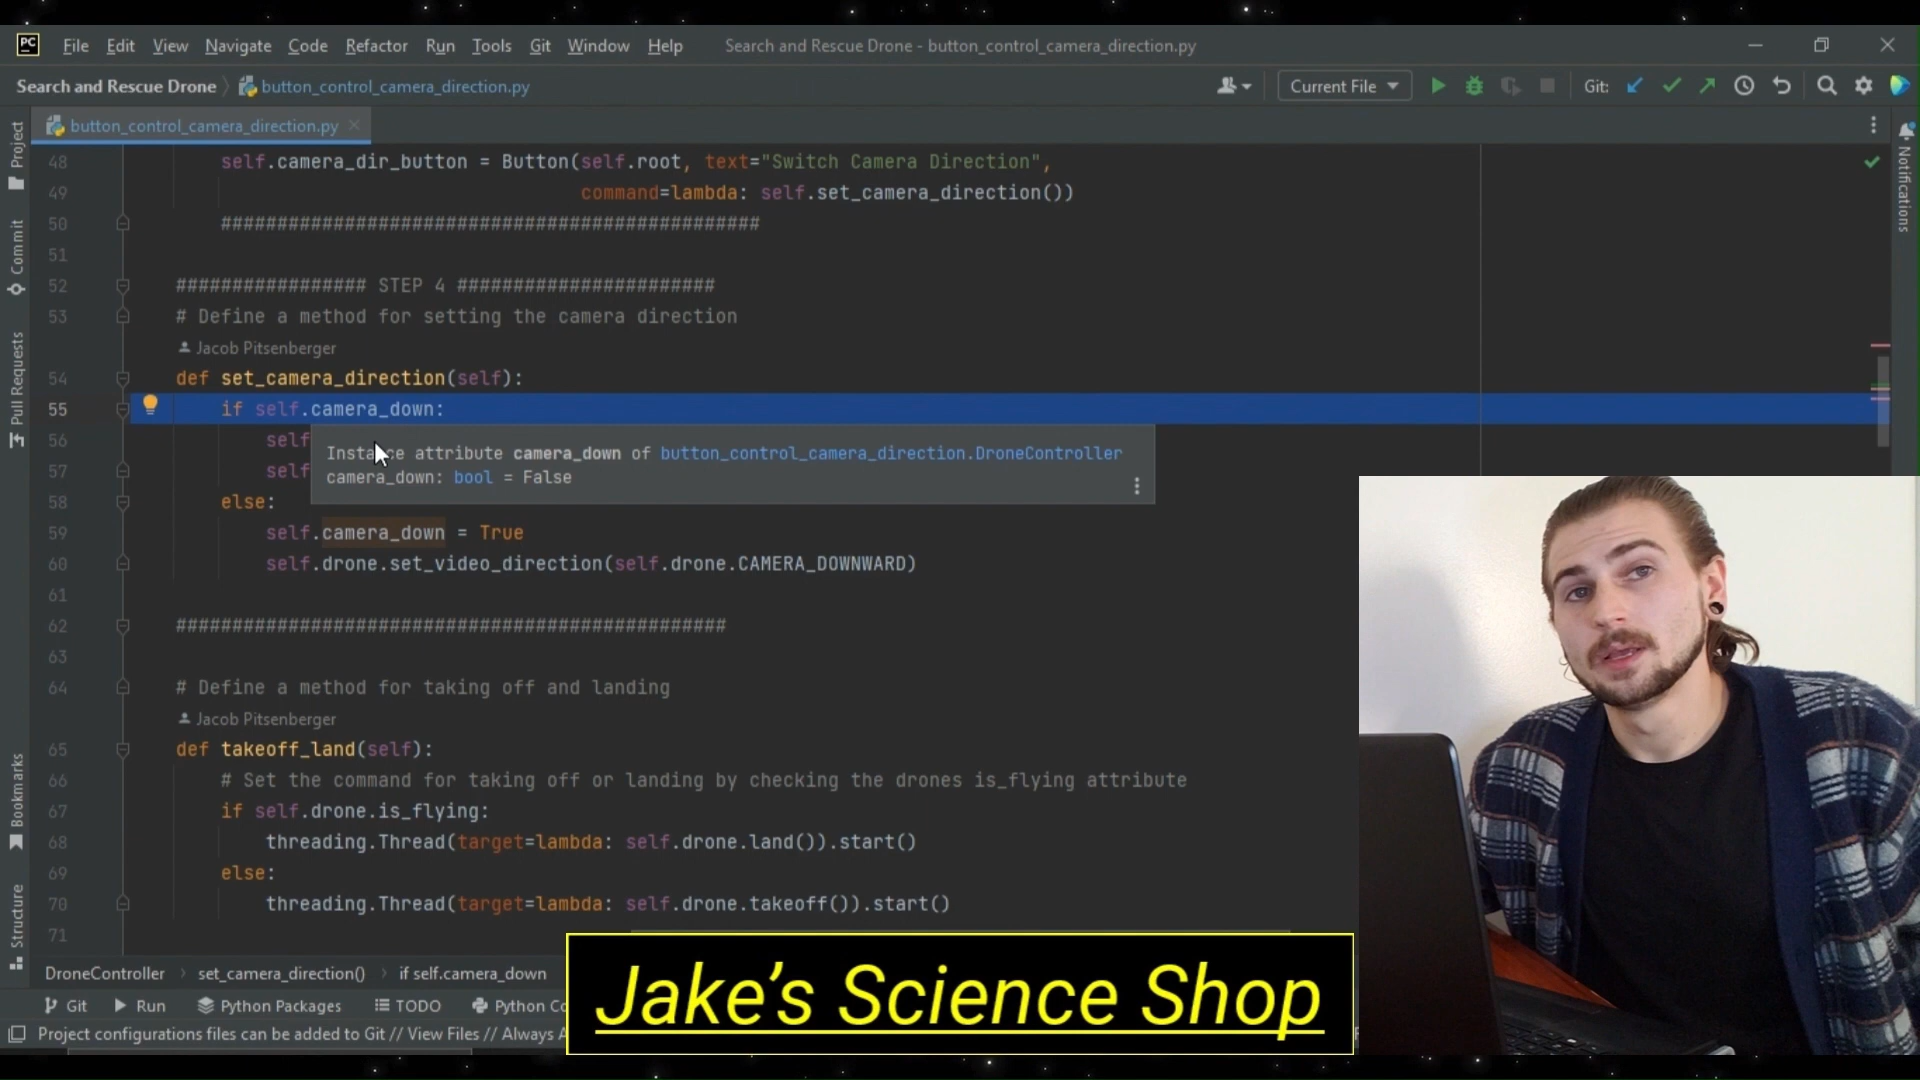 PC File Edit View Navigate Code Refactor Run Tools Git Window Help Search and Rescue Drone - button_control_camera_direction.py
Search and Rescue Drone button_control_camera_direction.py Current File Git:
button_control_camera_direction.py
Project
Commit
Pull Requests
Bookmarks
Structure
Notifications
48 self.camera_dir_button = Button(self.root, text="Switch Camera Direction",
49 command=lambda: self.set_camera_direction())
50 ################################################
51
52 ################# STEP 4 #######################
53 # Define a method for setting the camera direction
Jacob Pitsenberger
54 def set_camera_direction(self):
55 if self.camera_down:
56 self
57 self
Instance attribute camera_down of button_control_camera_direction.DroneController
camera_down: bool = False
58 else:
59 self.camera_down = True
60 self.drone.set_video_direction(self.drone.CAMERA_DOWNWARD)
61
62 #################################################
63
64 # Define a method for taking off and landing
Jacob Pitsenberger
65 def takeoff_land(self):
66 # Set the command for taking off or landing by checking the drones is_flying attribute
67 if self.drone.is_flying:
68 threading.Thread(target=lambda: self.drone.land()).start()
69 else:
70 threading.Thread(target=lambda: self.drone.takeoff()).start()
71
DroneController set_camera_direction() if self.camera_down
Git Run Python Packages TODO Python Co
Project configurations files can be added to Git // View Files // Always A
Jake’s Science Shop